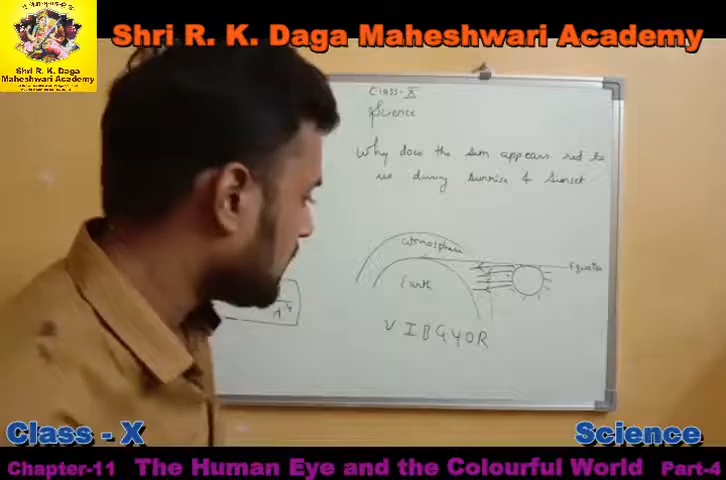 Shri R. K. Daga Maheshwari Academy
Shri R. K. Daga
Maheshwari Academy
Class-X
Science
Why does the sun appears red to
us during sunrise & sunset
atmosphere
Equator
Earth
VIBGYOR
Class - X
Science
Chapter-11 The Human Eye and the Colourful World Part-4